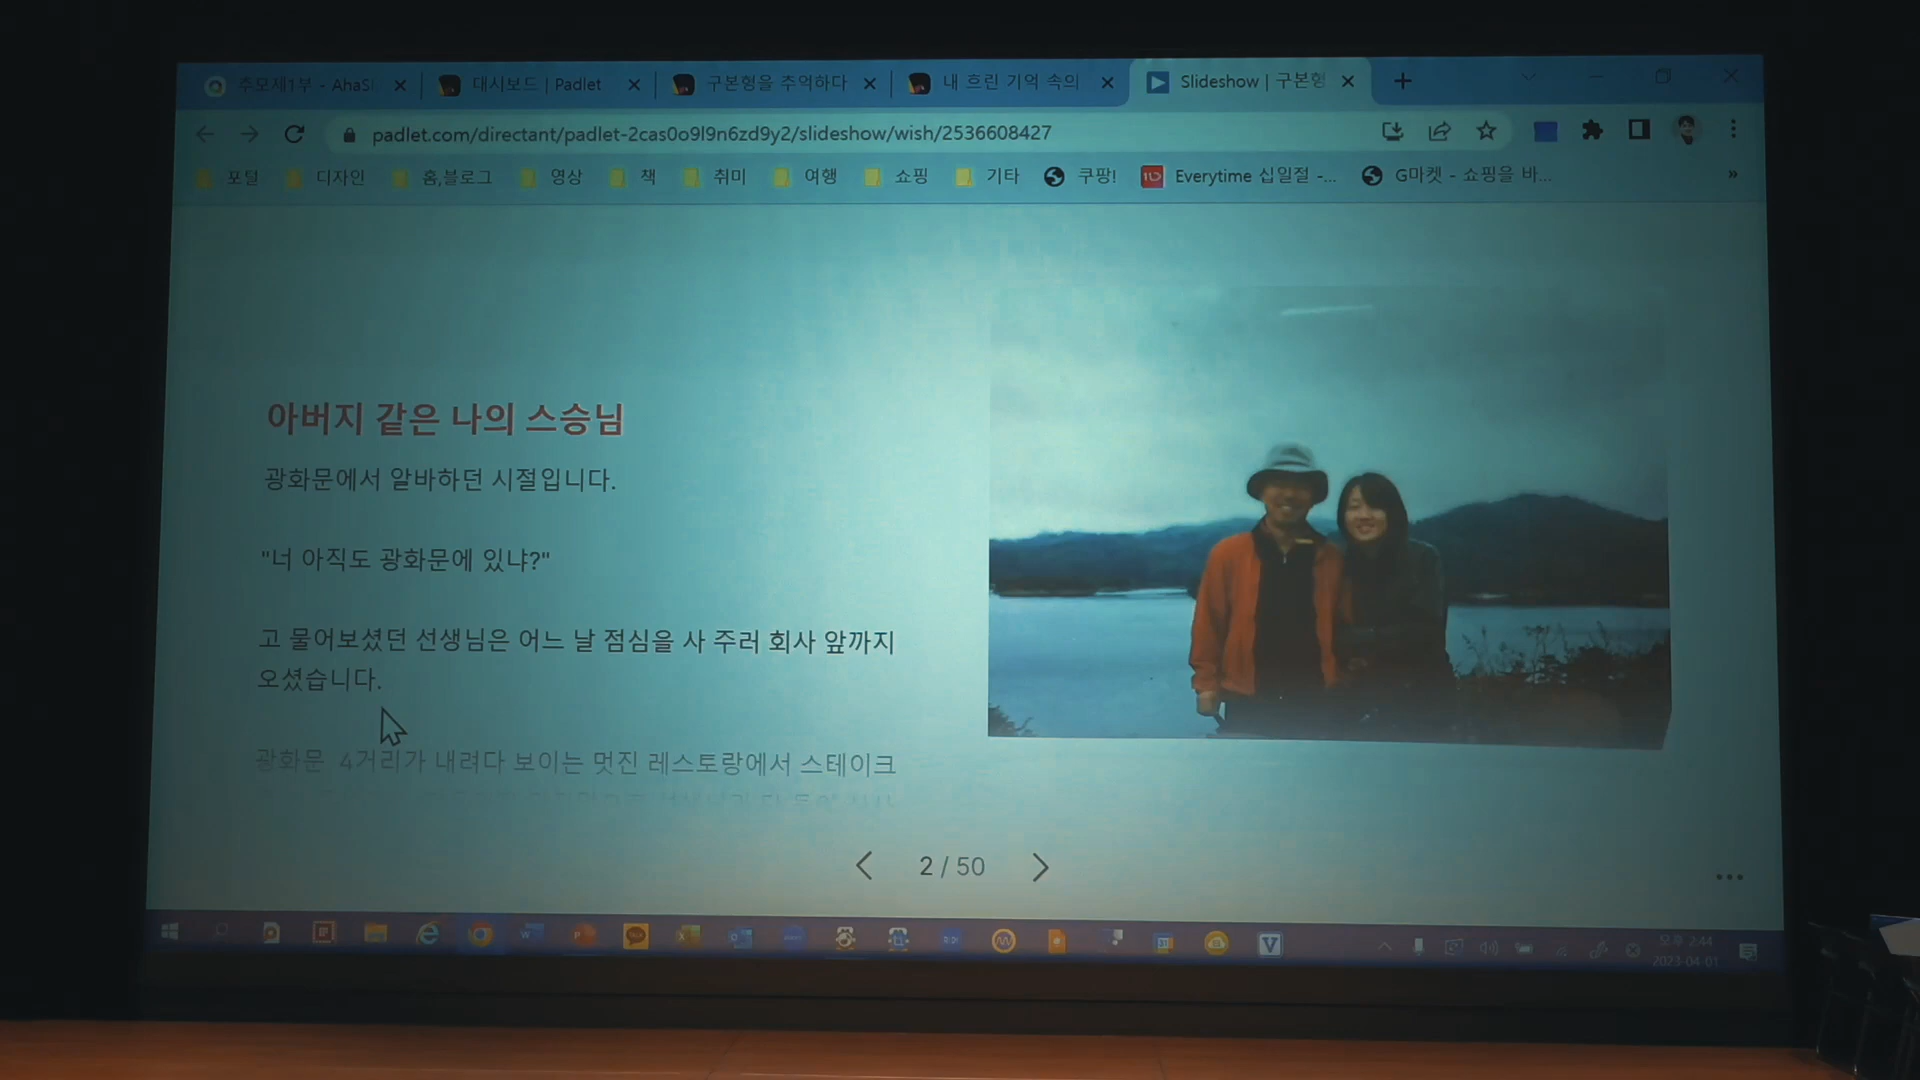 추모제1부 - AhaSl
대시보드 | Padlet
구본형을 추억하다
내 흐린 기억 속의
Slideshow | 구본형
padlet.com/directant/padlet-2cas0o9l9n6zd9y2/slideshow/wish/2536608427
포털 디자인 홈,블로그 영상 책 취미 여행 쇼핑 기타 쿠팡! Everytime 십일절 -... G마켓 - 쇼핑을 바...
아버지 같은 나의 스승님
광화문에서 알바하던 시절입니다.
"너 아직도 광화문에 있냐?"
고 물어보셨던 선생님은 어느 날 점심을 사 주러 회사 앞까지
오셨습니다.
광화문 4거리가 내려다 보이는 멋진 레스토랑에서 스테이크
2 / 50
오후 2:44
2023-04-01